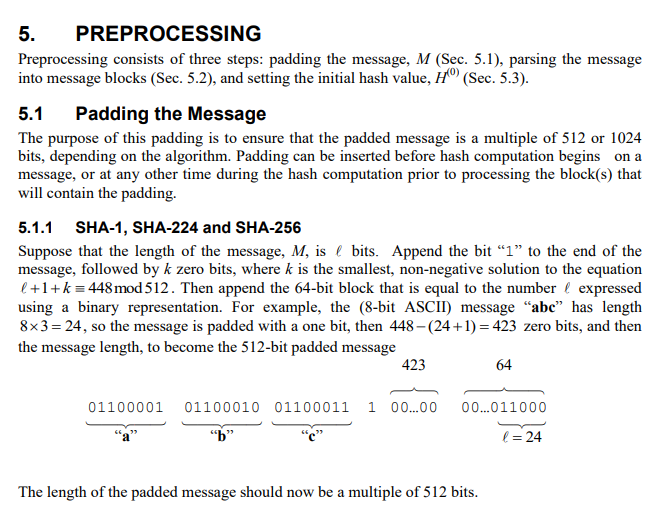 5. PREPROCESSING
Preprocessing consists of three steps: padding the message, M (Sec. 5.1), parsing the message
into message blocks (Sec. 5.2), and setting the initial hash value, H⁽⁰⁾ (Sec. 5.3).
5.1 Padding the Message
The purpose of this padding is to ensure that the padded message is a multiple of 512 or 1024
bits, depending on the algorithm. Padding can be inserted before hash computation begins on a
message, or at any other time during the hash computation prior to processing the block(s) that
will contain the padding.
5.1.1 SHA-1, SHA-224 and SHA-256
Suppose that the length of the message, M, is ℓ bits. Append the bit “1” to the end of the
message, followed by k zero bits, where k is the smallest, non-negative solution to the equation
ℓ+1+k≡448mod512. Then append the 64-bit block that is equal to the number ℓ expressed
using a binary representation. For example, the (8-bit ASCII) message “abc” has length
8×3=24, so the message is padded with a one bit, then 448−(24+1)=423 zero bits, and then
the message length, to become the 512-bit padded message
423 64
01100001 01100010 01100011 1 00…00 00…011000
“a” “b” “c” ℓ=24
The length of the padded message should now be a multiple of 512 bits.